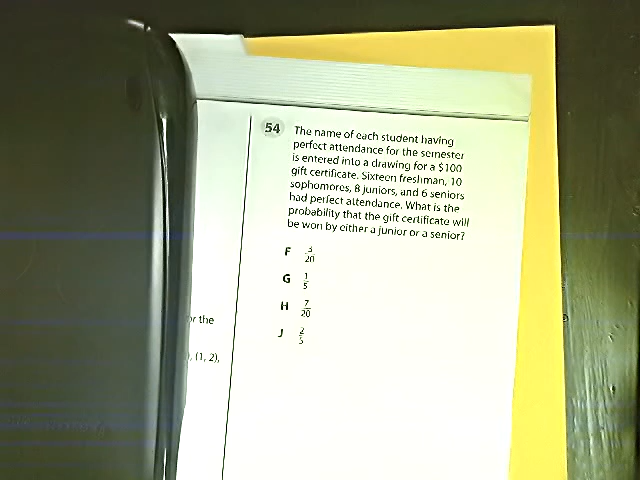 54 The name of each student having
perfect attendance for the semester
is entered into a drawing for a $100
gift certificate. Sixteen freshman, 10
sophomores, 8 juniors, and 6 seniors
had perfect attendance. What is the
probability that the gift certificate will
be won by either a junior or a senior?
F 3/20
G 1/5
H 7/20
J 2/5
or the
, (1, 2),